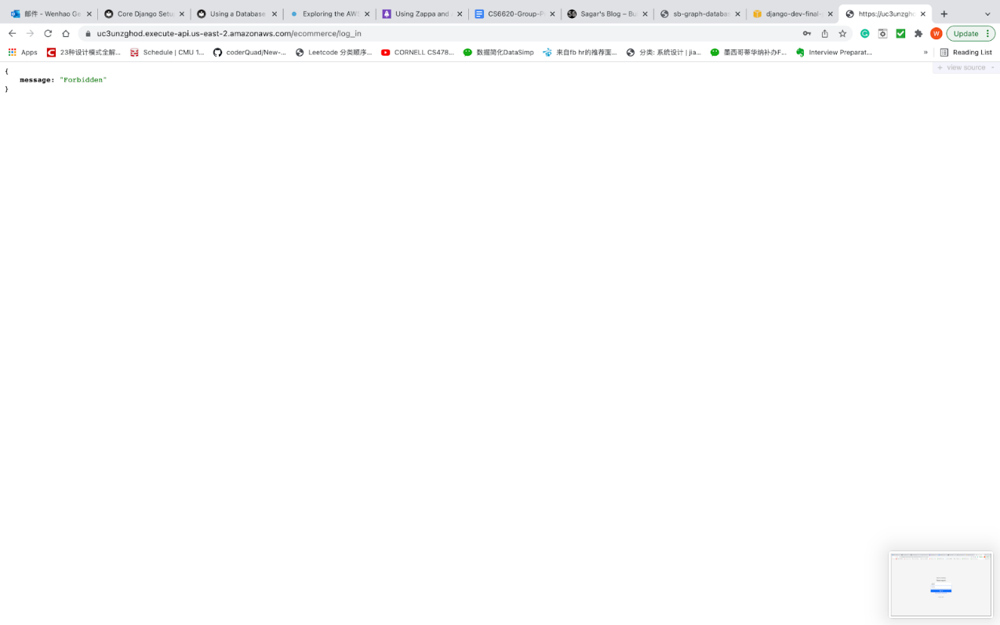 邮件 - Wenhao Ge
Core Django Setu
Using a Database
Exploring the AWS
Using Zappa and
CS6620-Group-P
Sagar's Blog – Bu
sb-graph-databas
django-dev-final-
https://uc3unzgh
uc3unzghod.execute-api.us-east-2.amazonaws.com/ecommerce/log_in
W
Update
Apps
23种设计模式全解...
Schedule | CMU 1...
coderQuad/New-...
Leetcode 分类顺序...
CORNELL CS478...
数据简化DataSimp
来自fb hr的推荐面...
分类: 系统设计 | jia...
墨西哥蒂华纳补办F...
Interview Preparat...
»
Reading List
{
message: "Forbidden"
}
+ view source